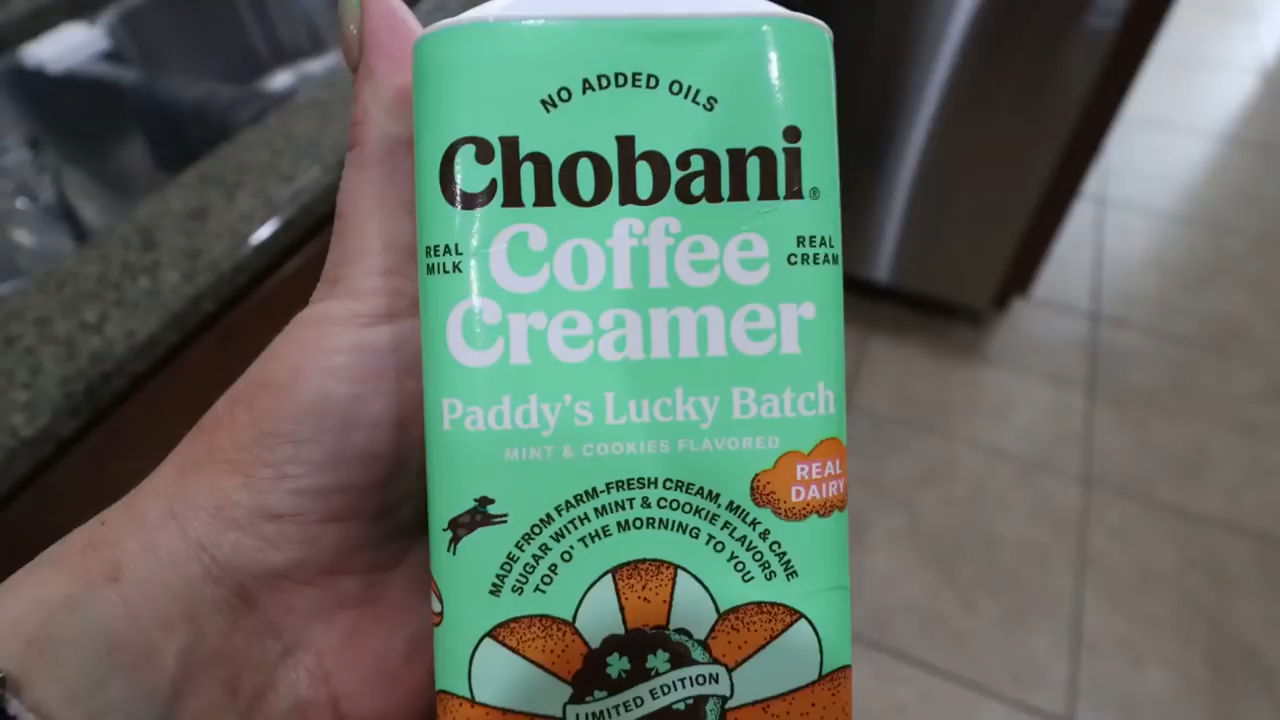 NO ADDED OILS
Chobani®
REAL
MILK
Coffee
REAL
CREAM
Creamer
Paddy's Lucky Batch
MINT & COOKIES FLAVORED
REAL
DAIRY
MADE FROM FARM-FRESH CREAM, MILK & CANE
SUGAR WITH MINT & COOKIE FLAVORS
TOP O' THE MORNING TO YOU
LIMITED EDITION